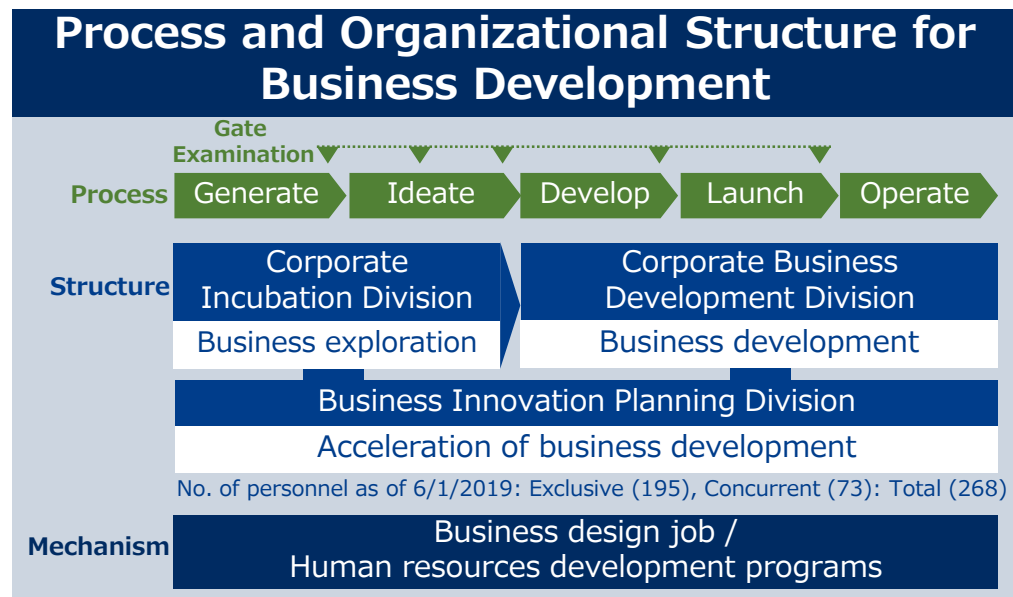 Process and Organizational Structure for
Business Development
Gate
Examination
Process
Generate
Ideate
Develop
Launch
Operate
Structure
Corporate
Incubation Division
Business exploration
Corporate Business
Development Division
Business development
Business Innovation Planning Division
Acceleration of business development
No. of personnel as of 6/1/2019: Exclusive (195), Concurrent (73): Total (268)
Mechanism
Business design job /
Human resources development programs